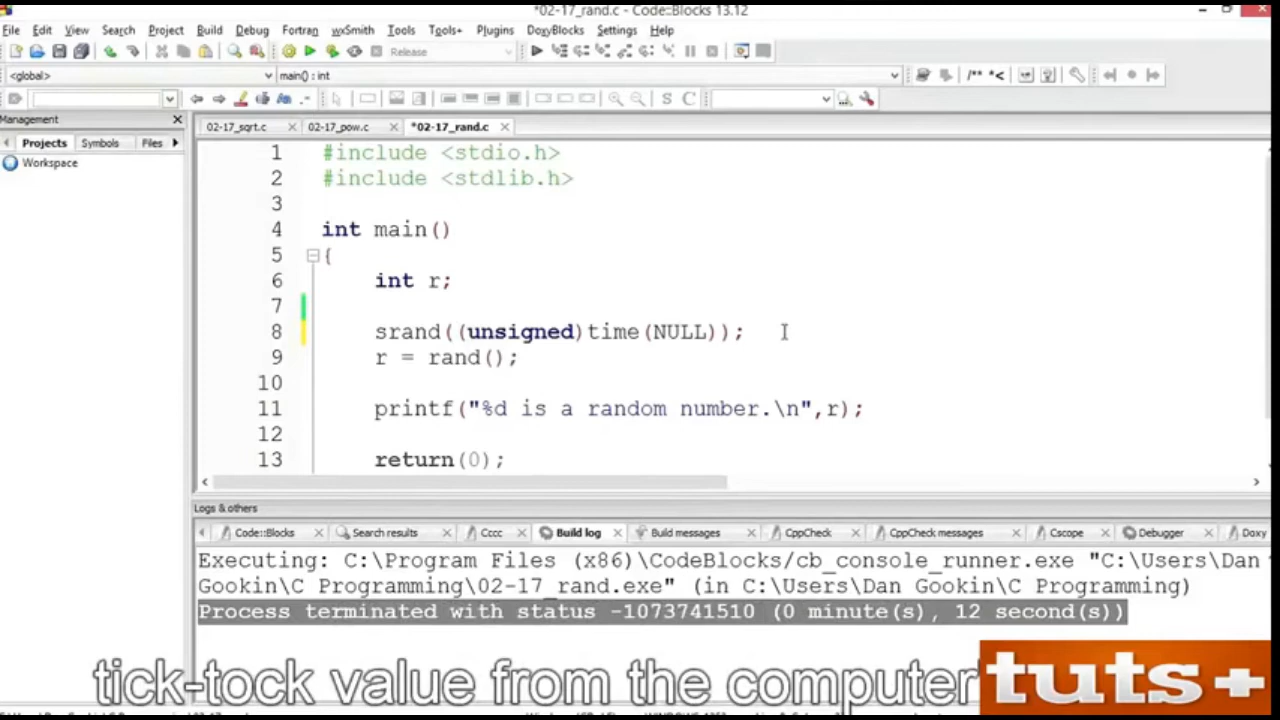 *02-17_rand.c - Code::Blocks 13.12
File Edit View Search Project Build Debug Fortran wxSmith Tools Tools+ Plugins DoxyBlocks Settings Help
Release
<global> main() : int /** *<
S C
Management
02-17_sqrt.c 02-17_pow.c *02-17_rand.c
Projects Symbols Files
Workspace
1 #include <stdio.h>
2 #include <stdlib.h>
3
4 int main()
5 {
6 int r;
7
8 srand((unsigned)time(NULL));
9 r = rand();
10
11 printf("%d is a random number.\n",r);
12
13 return(0);
Logs & others
Code::Blocks Search results Cccc Build log Build messages CppCheck CppCheck messages Cscope Debugger Doxy
Executing: C:\Program Files (x86)\CodeBlocks/cb_console_runner.exe "C:\Users\Dan
Gookin\C Programming\02-17_rand.exe" (in C:\Users\Dan Gookin\C Programming)
Process terminated with status -1073741510 (0 minute(s), 12 second(s))
tick-tock value from the computer
tuts+